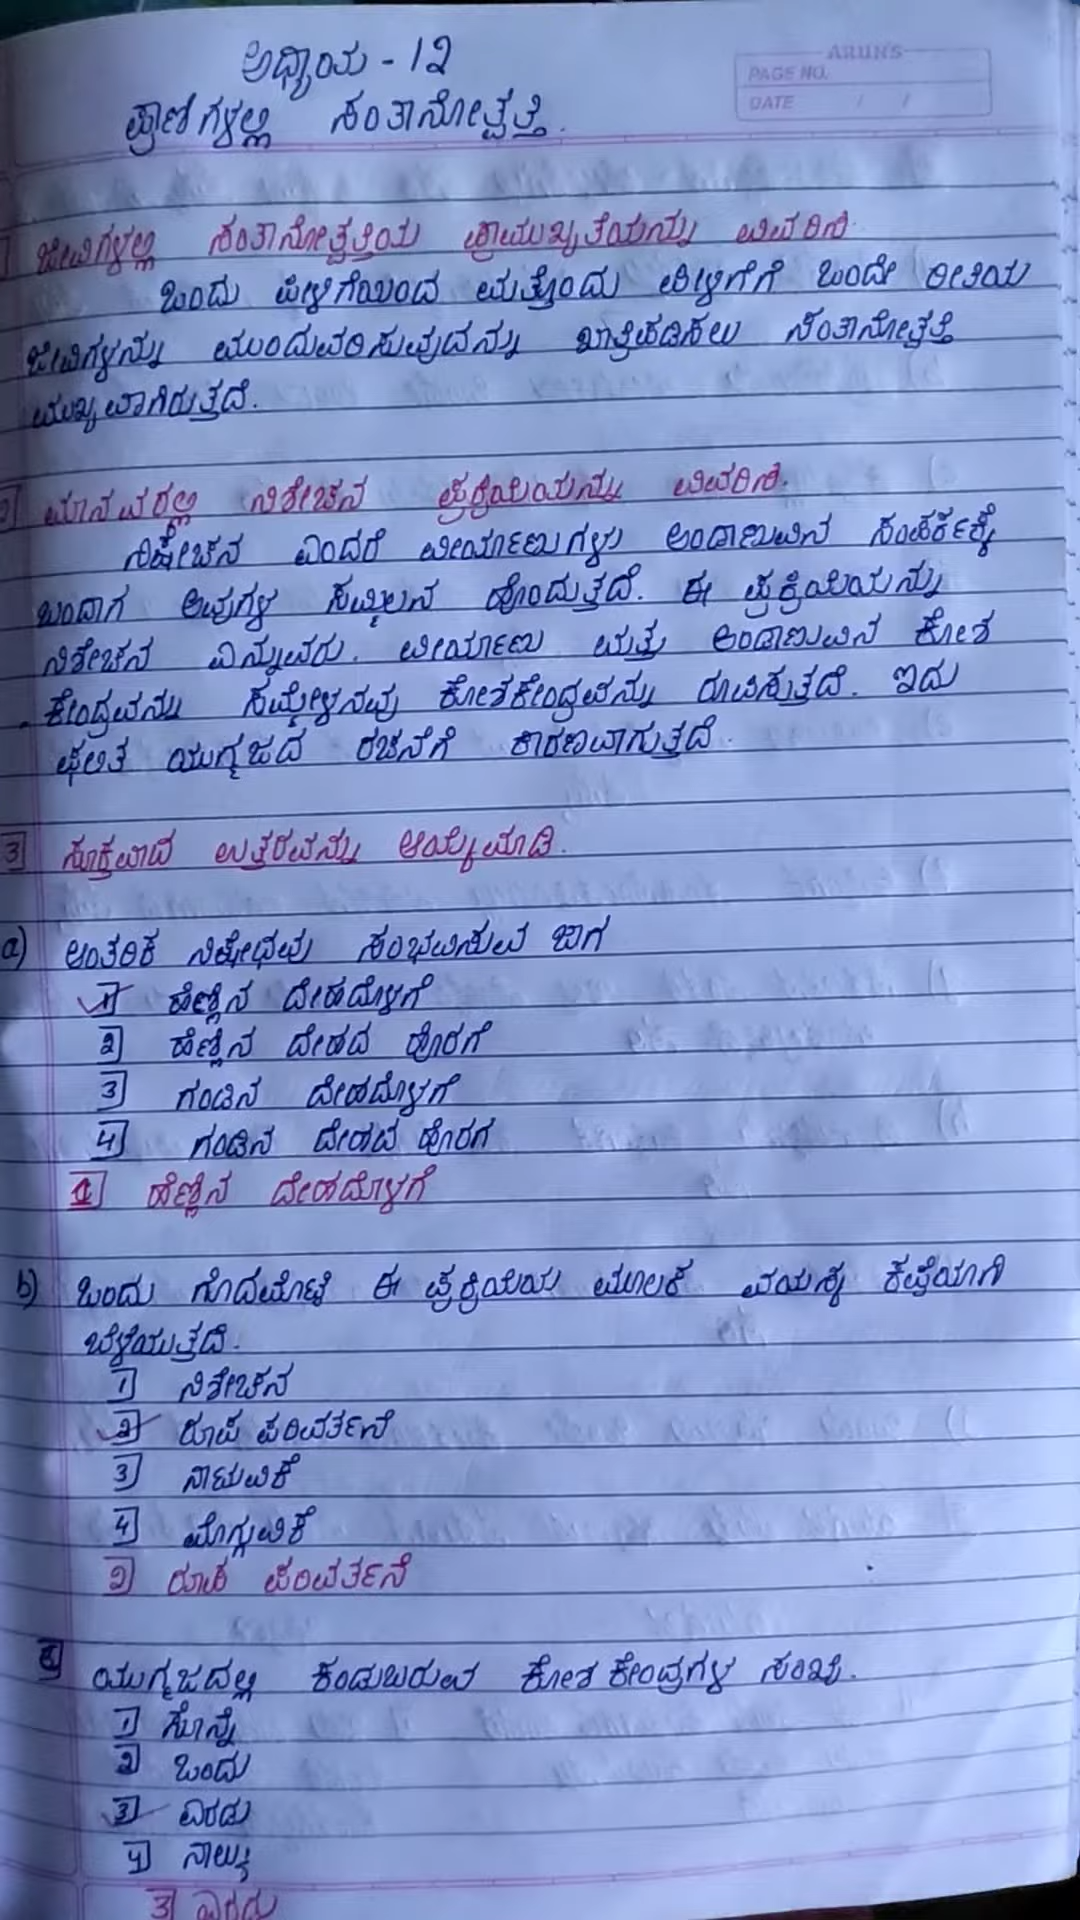 ಅಧ್ಯಾಯ - 12
ARUN'S
PAGE NO.
DATE / /
ಪ್ರಾಣಿಗಳಲ್ಲಿ ಸಂತಾನೋತ್ಪತ್ತಿ.
1 ಜೀವಿಗಳಲ್ಲಿ ಸಂತಾನೋತ್ಪತ್ತಿಯ ಪ್ರಾಮುಖ್ಯತೆಯನ್ನು ವಿವರಿಸಿ.
ಒಂದು ಪೀಳಿಗೆಯಿಂದ ಮತ್ತೊಂದು ಪೀಳಿಗೆಗೆ ಒಂದೇ ರೀತಿಯ
ಜೀವಿಗಳನ್ನು ಮುಂದುವರಿಸುವುದನ್ನು ಖಾತ್ರಿಪಡಿಸಲು ಸಂತಾನೋತ್ಪತ್ತಿ
ಮುಖ್ಯವಾಗಿರುತ್ತದೆ.
2 ಮಾನವರಲ್ಲಿ ನಿಶೇಚನ ಪ್ರಕ್ರಿಯೆಯನ್ನು ವಿವರಿಸಿ.
ನಿಷೇಚನ ಎಂದರೆ ವೀರ್ಯಾಣುಗಳು ಅಂಡಾಣುವಿನ ಸಂಪರ್ಕಕ್ಕೆ
ಬಂದಾಗ ಅವುಗಳ ಸಮ್ಮಿಲನ ಹೊಂದುತ್ತದೆ. ಈ ಪ್ರಕ್ರಿಯೆಯನ್ನು
ನಿಶೇಚನ ಎನ್ನುವರು. ವೀರ್ಯಾಣು ಮತ್ತು ಅಂಡಾಣುವಿನ ಕೋಶ
ಕೇಂದ್ರವನ್ನು ಸಮ್ಮೇಳನವು ಕೋಶಕೇಂದ್ರವನ್ನು ರೂಪಿಸುತ್ತದೆ. ಇದು
ಫಲಿತ ಯುಗ್ಮಜದ ರಚನೆಗೆ ಕಾರಣವಾಗುತ್ತದೆ.
3 ಸೂಕ್ತವಾದ ಉತ್ತರವನ್ನು ಆಯ್ಕೆಮಾಡಿ.
a) ಅಂತರಿಕ ನಿಷೇಧವು ಸಂಭವಿಸುವ ಜಾಗ
1 ಹೆಣ್ಣಿನ ದೇಹದೊಳಗೆ
2 ಹೆಣ್ಣಿನ ದೇಹದ ಹೊರಗೆ
3 ಗಂಡಿನ ದೇಹದೊಳಗೆ
4 ಗಂಡಿನ ದೇಹದ ಹೊರಗೆ
1 ಹೆಣ್ಣಿನ ದೇಹದೊಳಗೆ
b) ಒಂದು ಗೊದಮೊಟ್ಟೆ ಈ ಪ್ರಕ್ರಿಯೆಯ ಮೂಲಕ ವಯಸ್ಕ ಕಪ್ಪೆಯಾಗಿ
ಬೆಳೆಯುತ್ತದೆ.
1 ನಿಶೇಚನ
2 ರೂಪ ಪರಿವರ್ತನೆ
3 ನಾಟುವಿಕೆ
4 ಮೊಗ್ಗುವಿಕೆ
2 ರೂಪ ಪರಿವರ್ತನೆ
ಯುಗ್ಮಜದಲ್ಲಿ ಕಂಡುಬರುವ ಕೋಶ ಕೇಂದ್ರಗಳ ಸಂಖ್ಯೆ.
1 ಸೊನ್ನೆ
2 ಒಂದು
3 ಎರಡು
4 ನಾಲ್ಕು
3 ಎರಡು